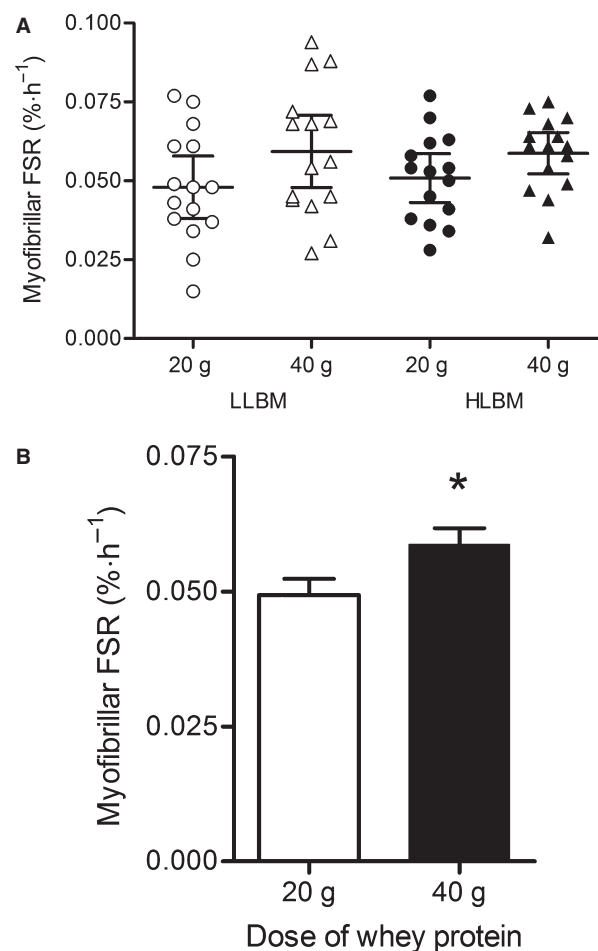 A
Myofibrillar FSR (%·h⁻¹)
0.100
0.075
0.050
0.025
0.000
20 g
40 g
20 g
40 g
LLBM
HLBM
B
Myofibrillar FSR (%·h⁻¹)
0.075
0.050
0.025
0.000
*
20 g
40 g
Dose of whey protein